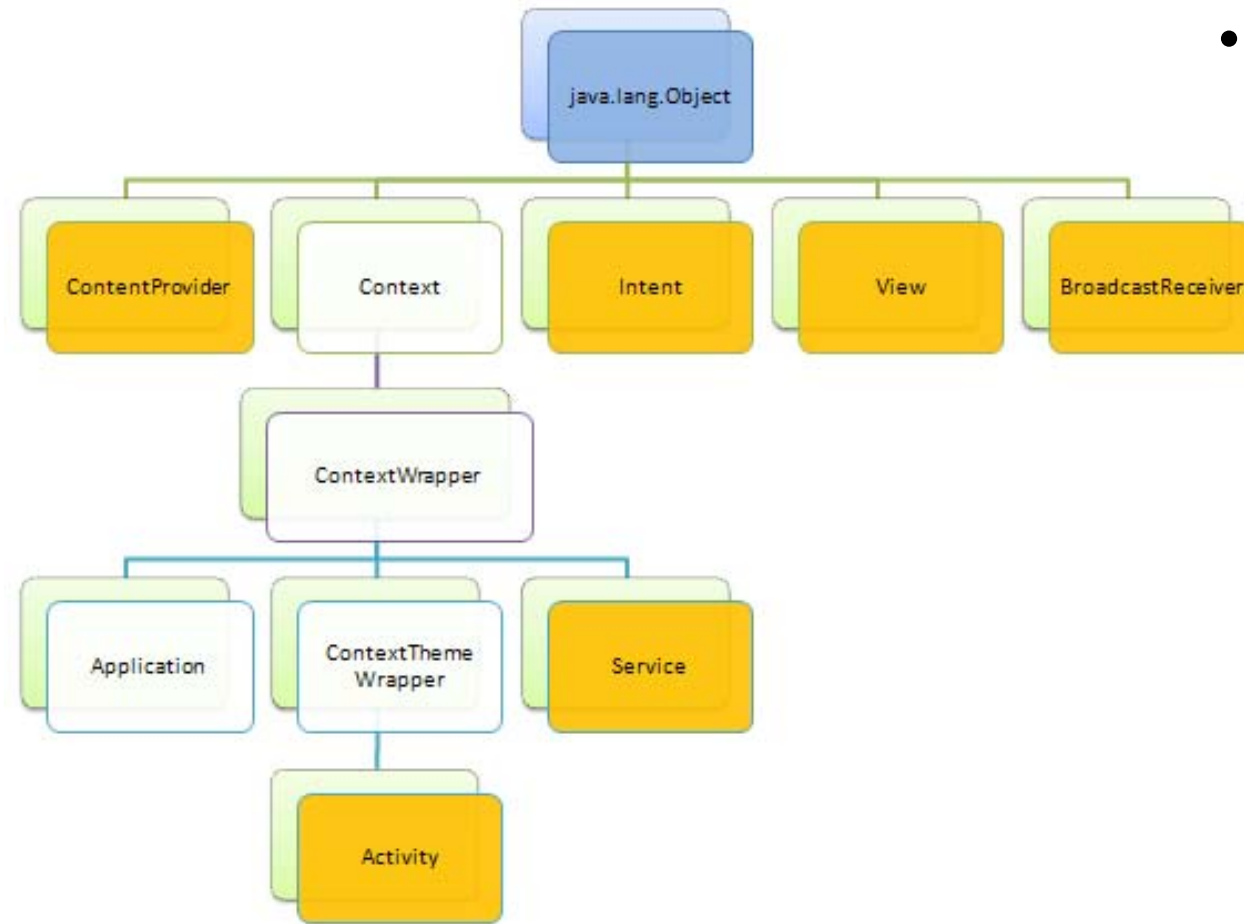 •
java.lang.Object
ContentProvider
Context
Intent
View
BroadcastReceiver
ContextWrapper
Application
ContextTheme
Wrapper
Service
Activity